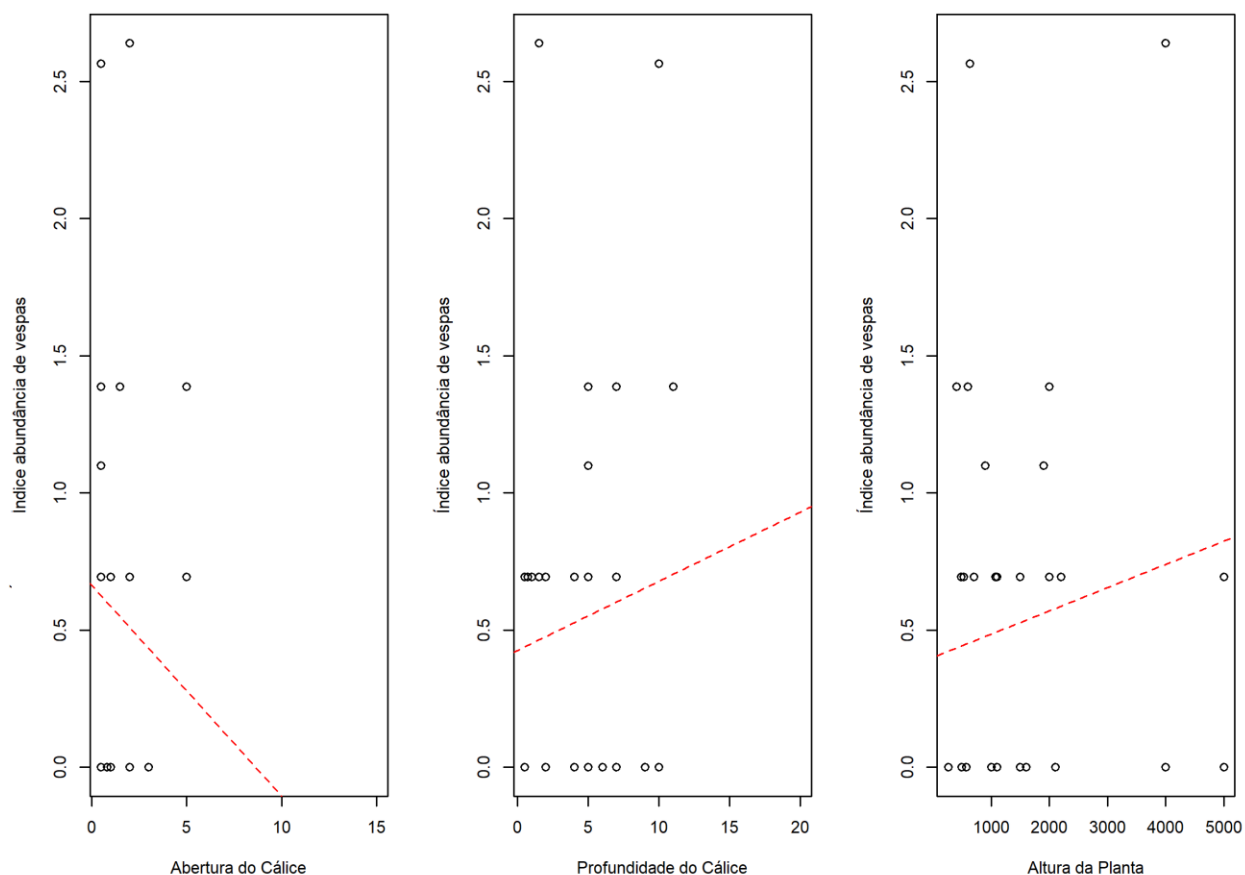 Índice abundância de vespas
0.0
0.5
1.0
1.5
2.0
2.5
0 5 10 15
Abertura do Cálice
Índice abundância de vespas
0.0
0.5
1.0
1.5
2.0
2.5
0 5 10 15 20
Profundidade do Cálice
Índice abundância de vespas
0.0
0.5
1.0
1.5
2.0
2.5
1000 2000 3000 4000 5000
Altura da Planta